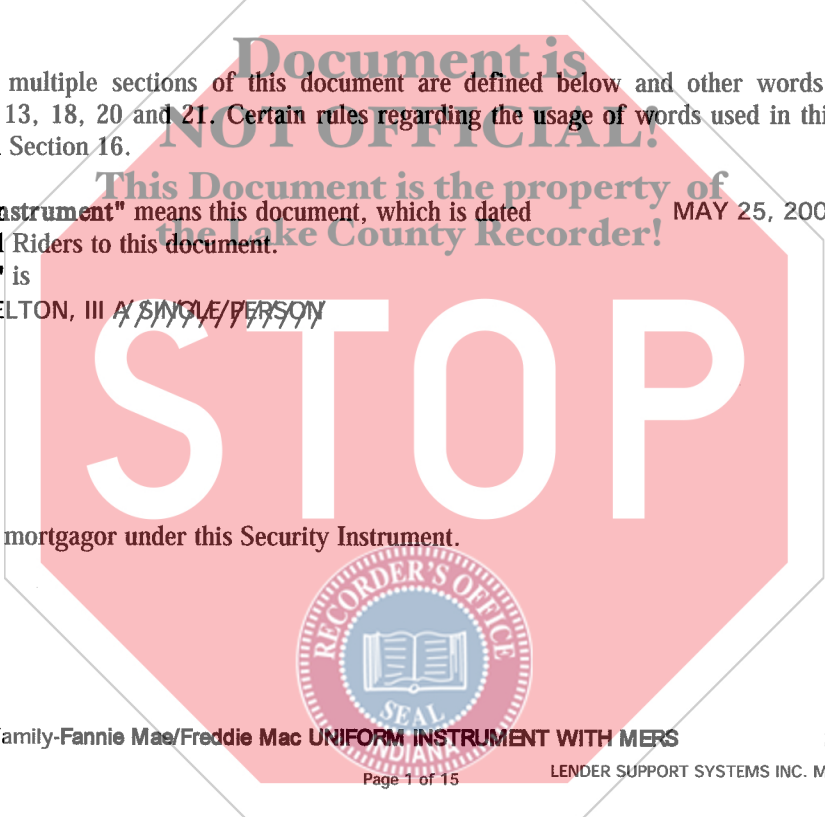 Document is
multiple sections of this document are defined below and other words
13, 18, 20 and 21. Certain rules regarding the usage of words used in thi
NOT OFFICIAL!
Section 16.
This Document is the property of
nstrument" means this document, which is dated MAY 25, 200
the Lake County Recorder!
Riders to this document.
" is
ELTON, III A SINGLE PERSON
STOP
mortgagor under this Security Instrument.
RECORDER'S OFFICE
SEAL
INDIANA
amily-Fannie Mae/Freddie Mac UNIFORM INSTRUMENT WITH MERS
Page 1 of 15
LENDER SUPPORT SYSTEMS INC. M